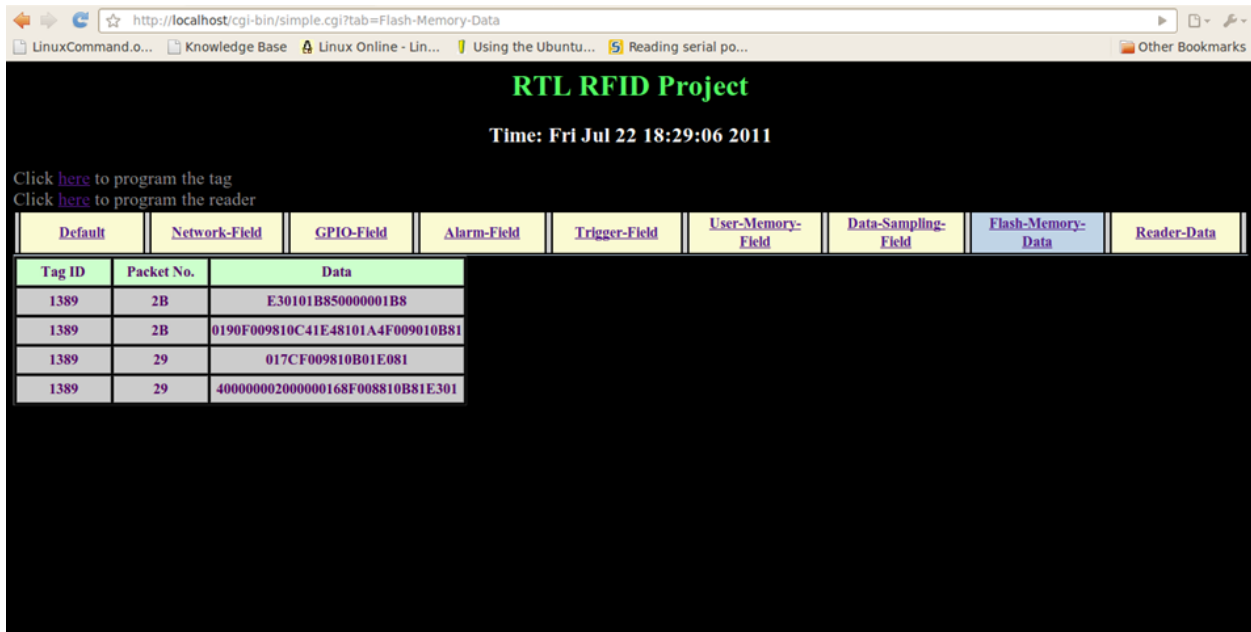 http://localhost/cgi-bin/simple.cgi?tab=Flash-Memory-Data
LinuxCommand.o... Knowledge Base Linux Online - Lin... Using the Ubuntu... Reading serial po... Other Bookmarks
RTL RFID Project
Time: Fri Jul 22 18:29:06 2011
Click here to program the tag
Click here to program the reader
Default Network-Field GPIO-Field Alarm-Field Trigger-Field User-Memory-Field Data-Sampling-Field Flash-Memory-Data Reader-Data
Tag ID Packet No. Data
1389 2B E30101B850000001B8
1389 2B 0190F009810C41E48101A4F009010B81
1389 29 017CF009810B01E081
1389 29 400000002000000168F008810B81E301